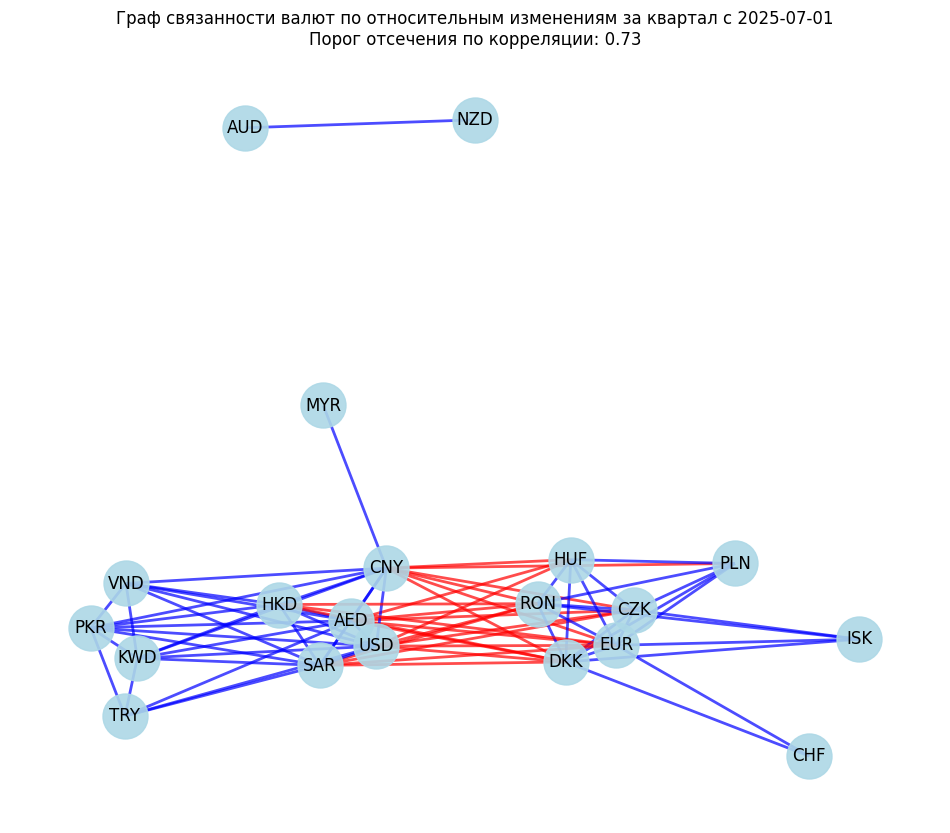 Граф связанности валют по относительным изменениям за квартал с 2025-07-01
Порог отсечения по корреляции: 0.73
AUD
NZD
MYR
CNY
HUF
PLN
VND
HKD
RON
CZK
AED
PKR
USD
EUR
ISK
KWD
SAR
DKK
TRY
CHF